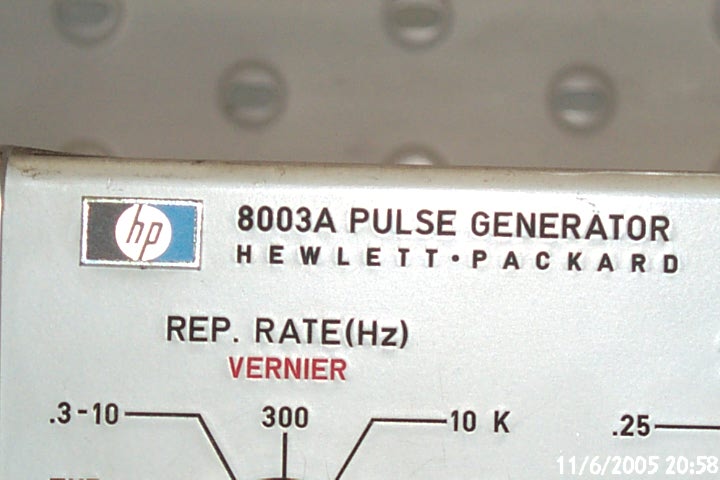 hp
8003A PULSE GENERATOR
HEWLETT•PACKARD
REP. RATE(Hz)
VERNIER
.3-10 300 10 K .25
11/6/2005 20:58